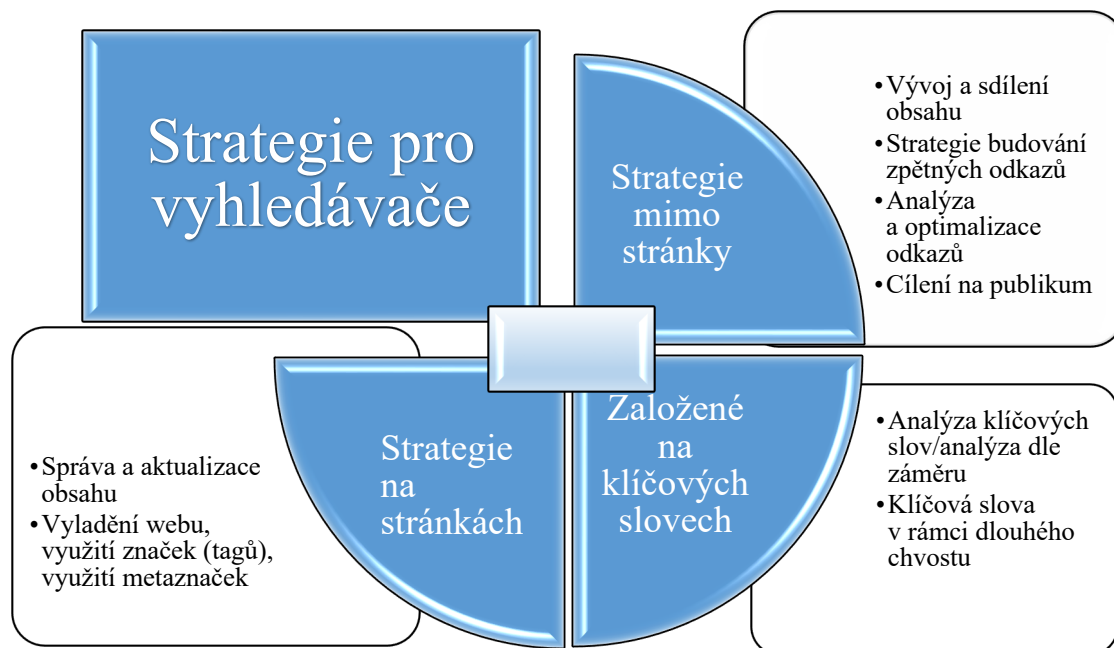 Strategie pro
vyhledávače
Strategie
mimo
stránky
•Vývoj a sdílení
obsahu
•Strategie budování
zpětných odkazů
•Analýza
a optimalizace
odkazů
•Cílení na publikum
Strategie
na
stránkách
•Správa a aktualizace
obsahu
•Vyladění webu,
využití značek (tagů),
využití metaznaček
Založené
na
klíčových
slovech
•Analýza klíčových
slov/analýza dle
záměru
•Klíčová slova
v rámci dlouhého
chvostu